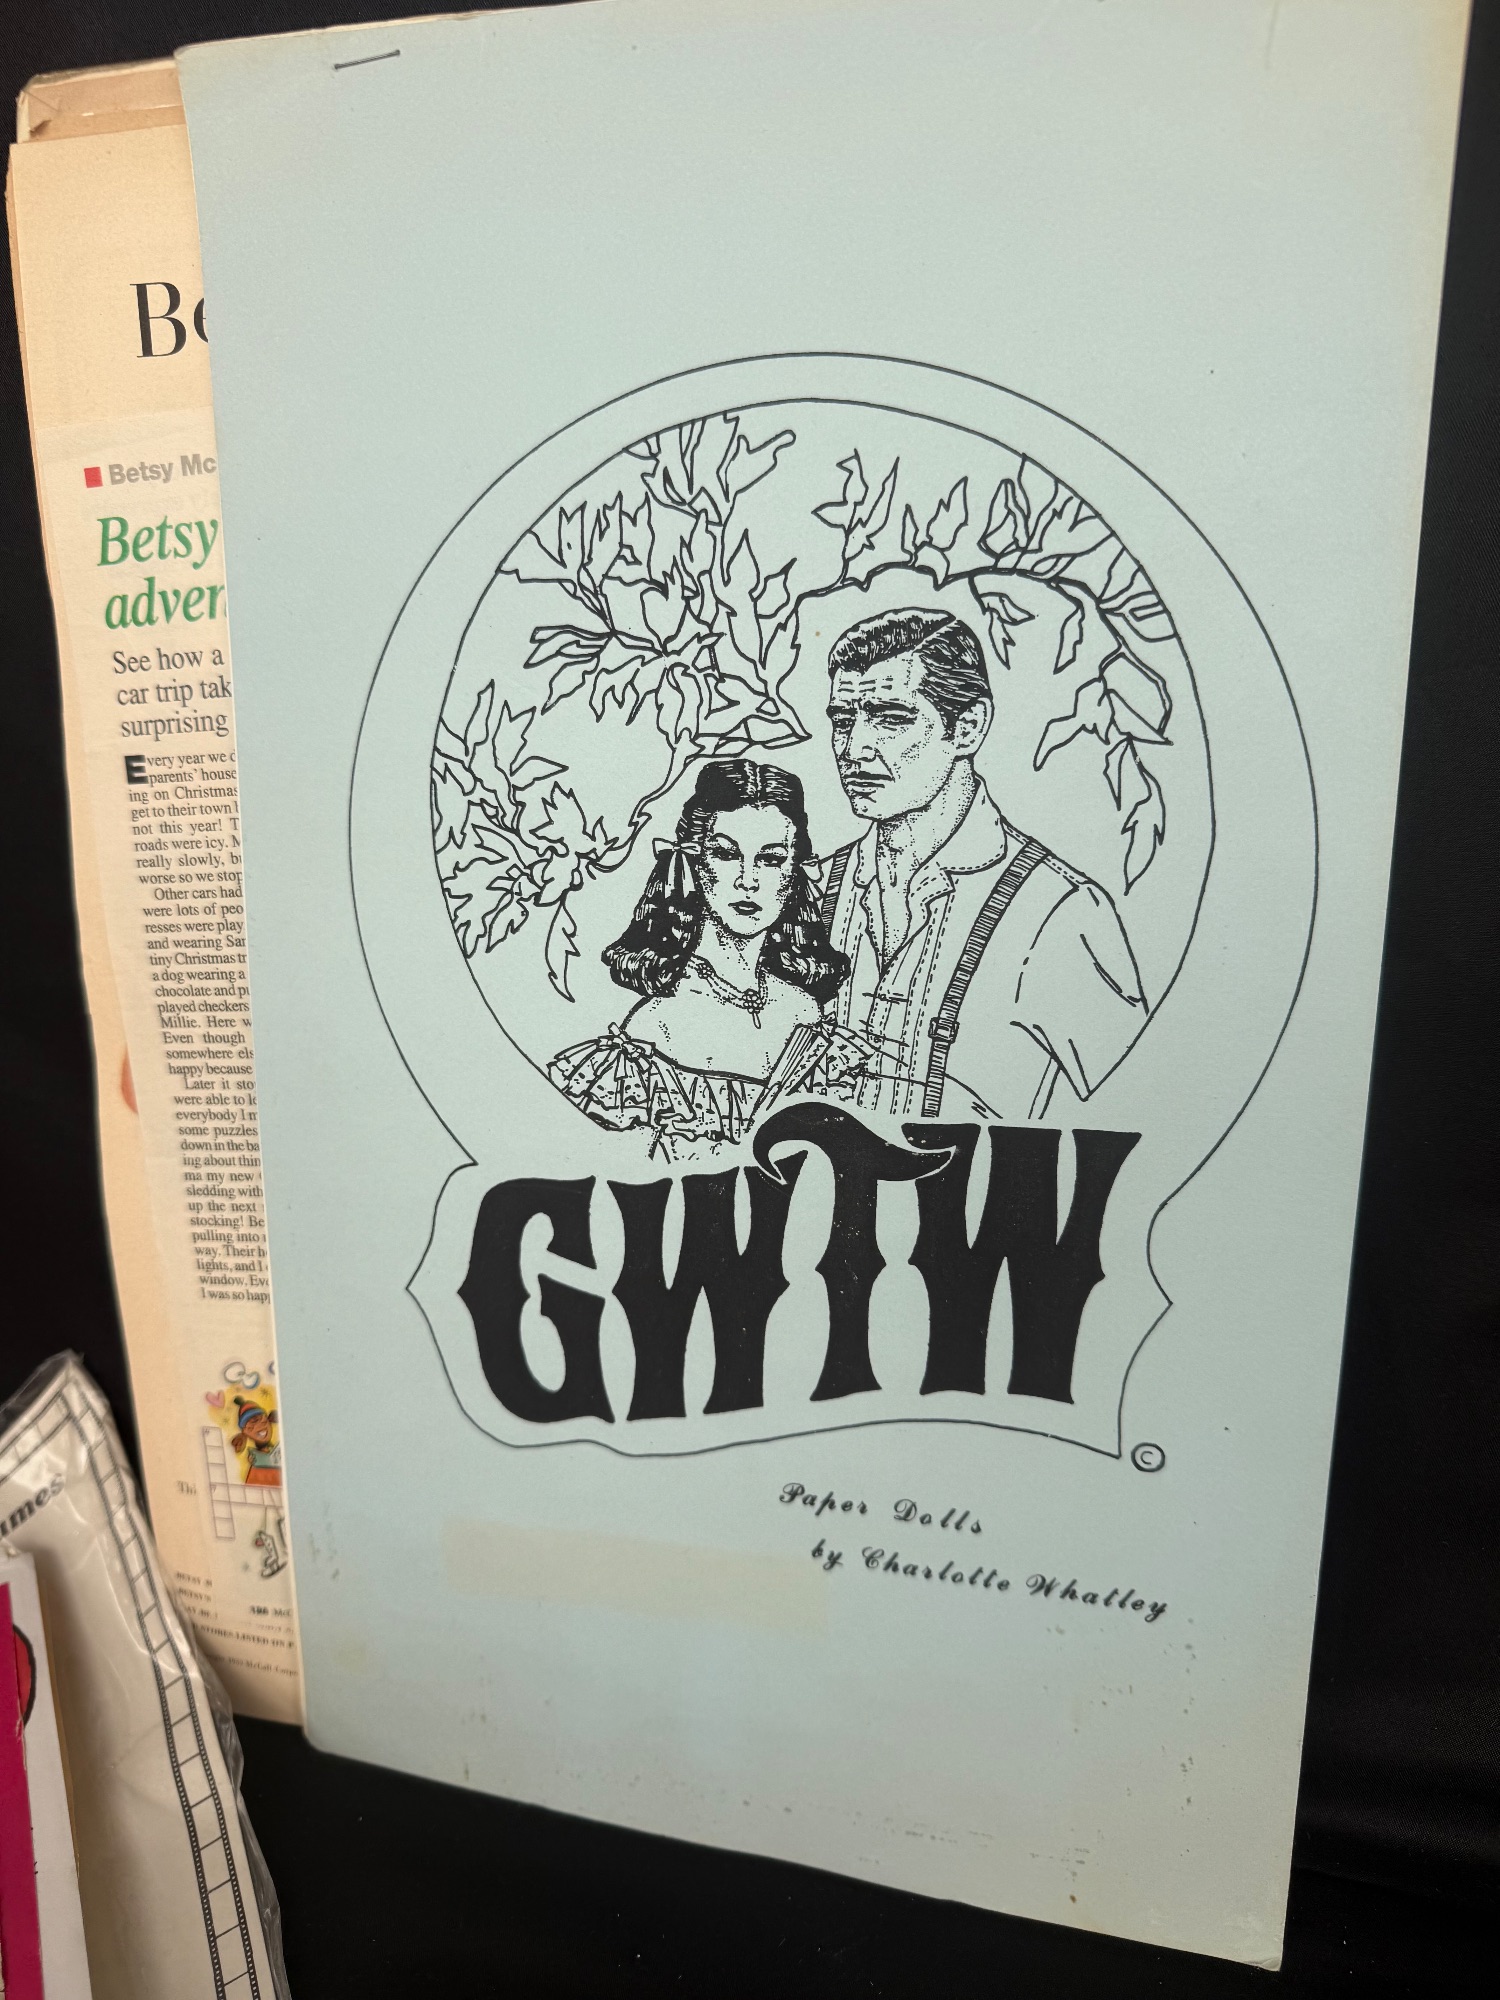 GWTW
©
Paper Dolls
by Charlotte Whatley
Be
Betsy Mc
Betsy
adven
See how a
car trip tak
surprising
Every year we d
parents' house
ing on Christmas
get to their town
not this year! T
roads were icy. M
really slowly, bu
worse so we stop
Other cars had
were lots of peo
resses were play
and wearing San
tiny Christmas tr
a dog wearing a
chocolate and pu
played checkers
Millie. Here w
Even though
somewhere els
happy because
Later it sto
were able to le
everybody I m
some puzzles
down in the ba
ing about thin
ma my new
sledding with
up the next
stocking! Be
pulling into
way. Their h
lights, and I
window. Eve
I was so happ
Thi
STORES LISTED ON P
ames